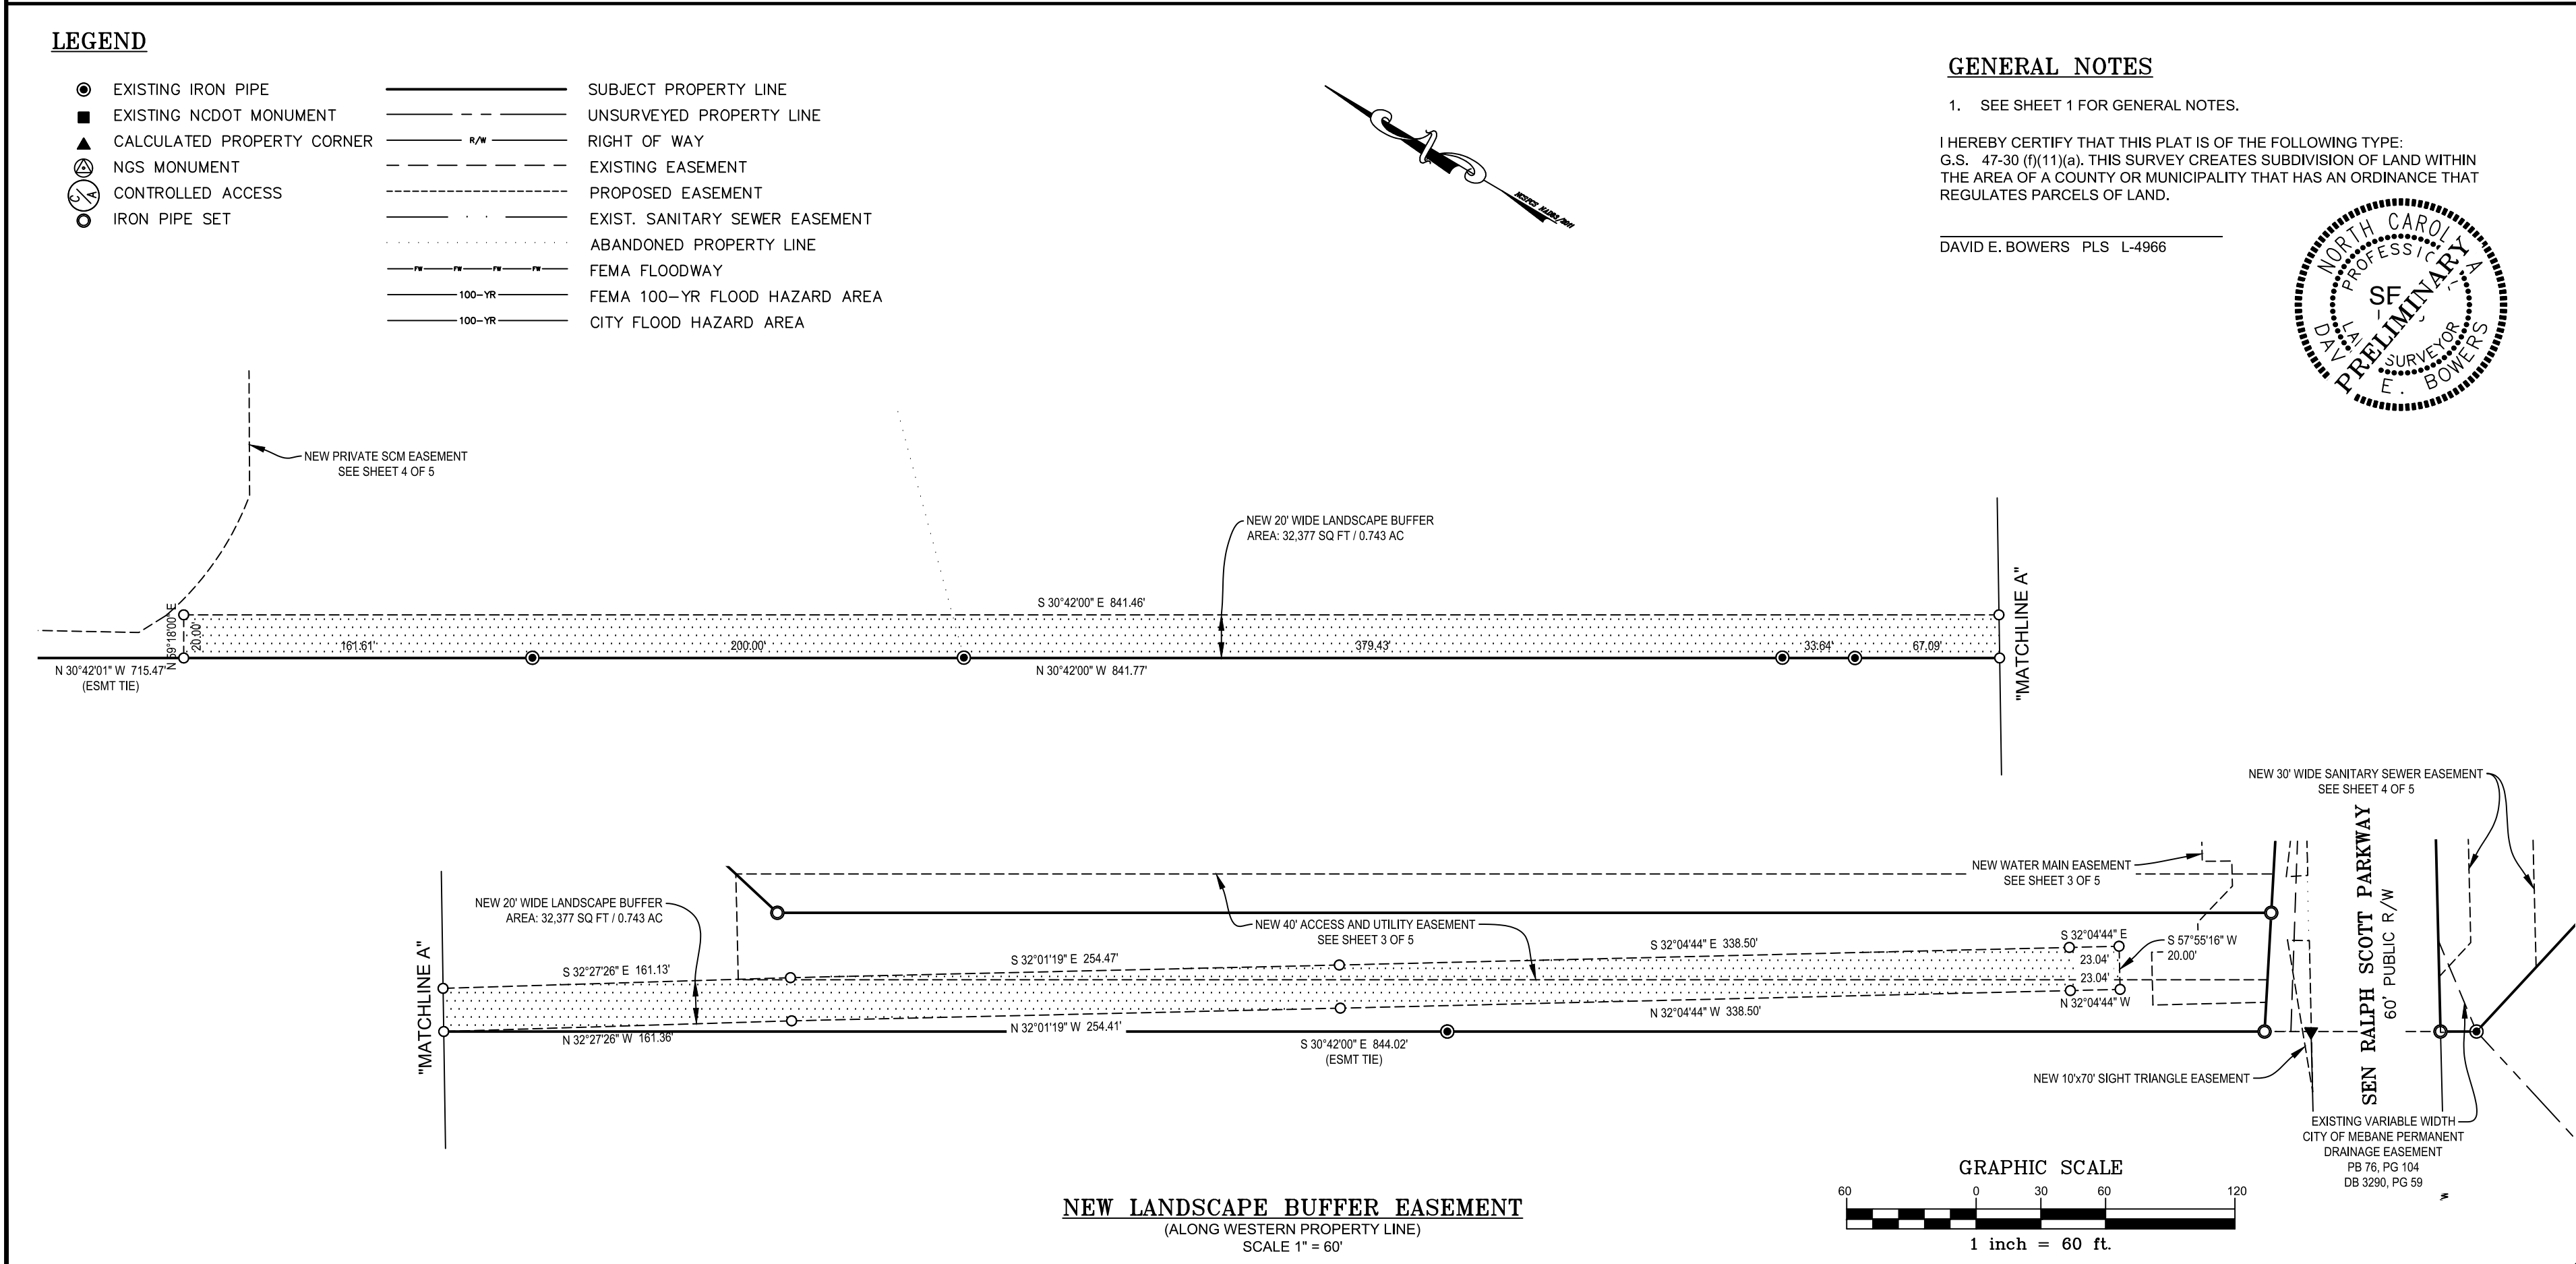 LEGEND
EXISTING IRON PIPE
EXISTING NCDOT MONUMENT
CALCULATED PROPERTY CORNER
NGS MONUMENT
C/A CONTROLLED ACCESS
IRON PIPE SET
SUBJECT PROPERTY LINE
UNSURVEYED PROPERTY LINE
R/W RIGHT OF WAY
EXISTING EASEMENT
PROPOSED EASEMENT
EXIST. SANITARY SEWER EASEMENT
ABANDONED PROPERTY LINE
FW FW FW FW FEMA FLOODWAY
100-YR FEMA 100-YR FLOOD HAZARD AREA
100-YR CITY FLOOD HAZARD AREA
NCSPCS NAD83/2011
GENERAL NOTES
1. SEE SHEET 1 FOR GENERAL NOTES.
I HEREBY CERTIFY THAT THIS PLAT IS OF THE FOLLOWING TYPE:
G.S. 47-30 (f)(11)(a). THIS SURVEY CREATES SUBDIVISION OF LAND WITHIN
THE AREA OF A COUNTY OR MUNICIPALITY THAT HAS AN ORDINANCE THAT
REGULATES PARCELS OF LAND.
DAVID E. BOWERS PLS L-4966
NORTH
SURVEYOR
E. BOWERS
PRELIMINARY
NEW PRIVATE SCM EASEMENT
SEE SHEET 4 OF 5
NEW 20' WIDE LANDSCAPE BUFFER
AREA: 32,377 SQ FT / 0.743 AC
S 30°42'00" E 841.46'
N 59°18'00" E
20.00'
161.61'
200.00'
379.43'
33.64'
67.09'
N 30°42'01" W 715.47'
(ESMT TIE)
N 30°42'00" W 841.77'
"MATCHLINE A"
NEW 30' WIDE SANITARY SEWER EASEMENT
SEE SHEET 4 OF 5
NEW WATER MAIN EASEMENT
SEE SHEET 3 OF 5
NEW 20' WIDE LANDSCAPE BUFFER
AREA: 32,377 SQ FT / 0.743 AC
NEW 40' ACCESS AND UTILITY EASEMENT
SEE SHEET 3 OF 5
"MATCHLINE A"
S 32°27'26" E 161.13'
S 32°01'19" E 254.47'
S 32°04'44" E 338.50'
S 32°04'44" E
23.04'
S 57°55'16" W
20.00'
23.04'
N 32°04'44" W
N 32°27'26" W 161.36'
N 32°01'19" W 254.41'
N 32°04'44" W 338.50'
S 30°42'00" E 844.02'
(ESMT TIE)
SEN RALPH SCOTT PARKWAY
60' PUBLIC R/W
NEW 10'x70' SIGHT TRIANGLE EASEMENT
EXISTING VARIABLE WIDTH
CITY OF MEBANE PERMANENT
DRAINAGE EASEMENT
PB 76, PG 104
DB 3290, PG 59
NEW LANDSCAPE BUFFER EASEMENT
(ALONG WESTERN PROPERTY LINE)
SCALE 1" = 60'
GRAPHIC SCALE
60 0 30 60 120
1 inch = 60 ft.